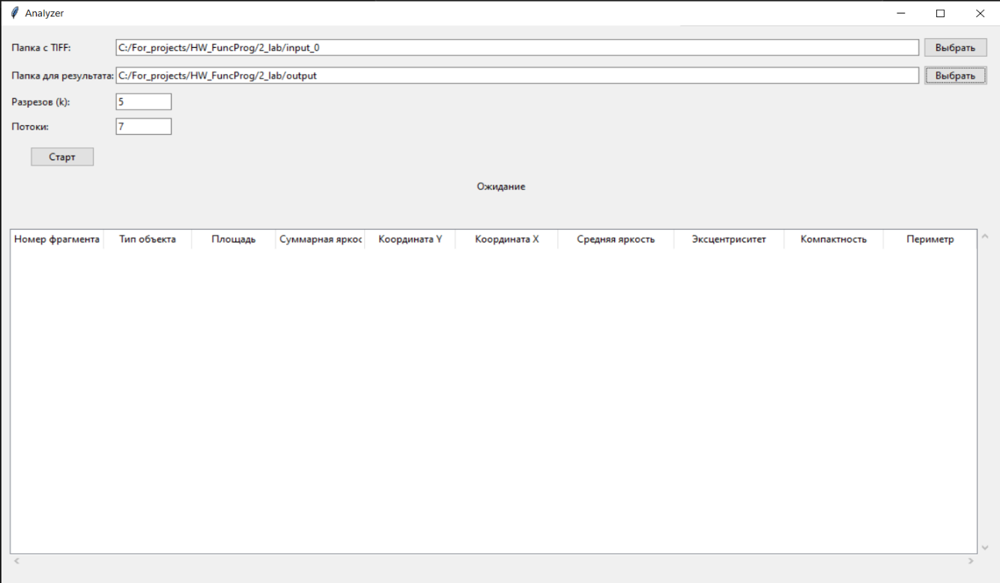 Analyzer
Папка с TIFF: C:/For_projects/HW_FuncProg/2_lab/input_0 Выбрать
Папка для результата: C:/For_projects/HW_FuncProg/2_lab/output Выбрать
Разрезов (k): 5
Потоки: 7
Старт
Ожидание
Номер фрагмента Тип объекта Площадь Суммарная яркос Координата Y Координата X Средняя яркость Эксцентриситет Компактность Периметр